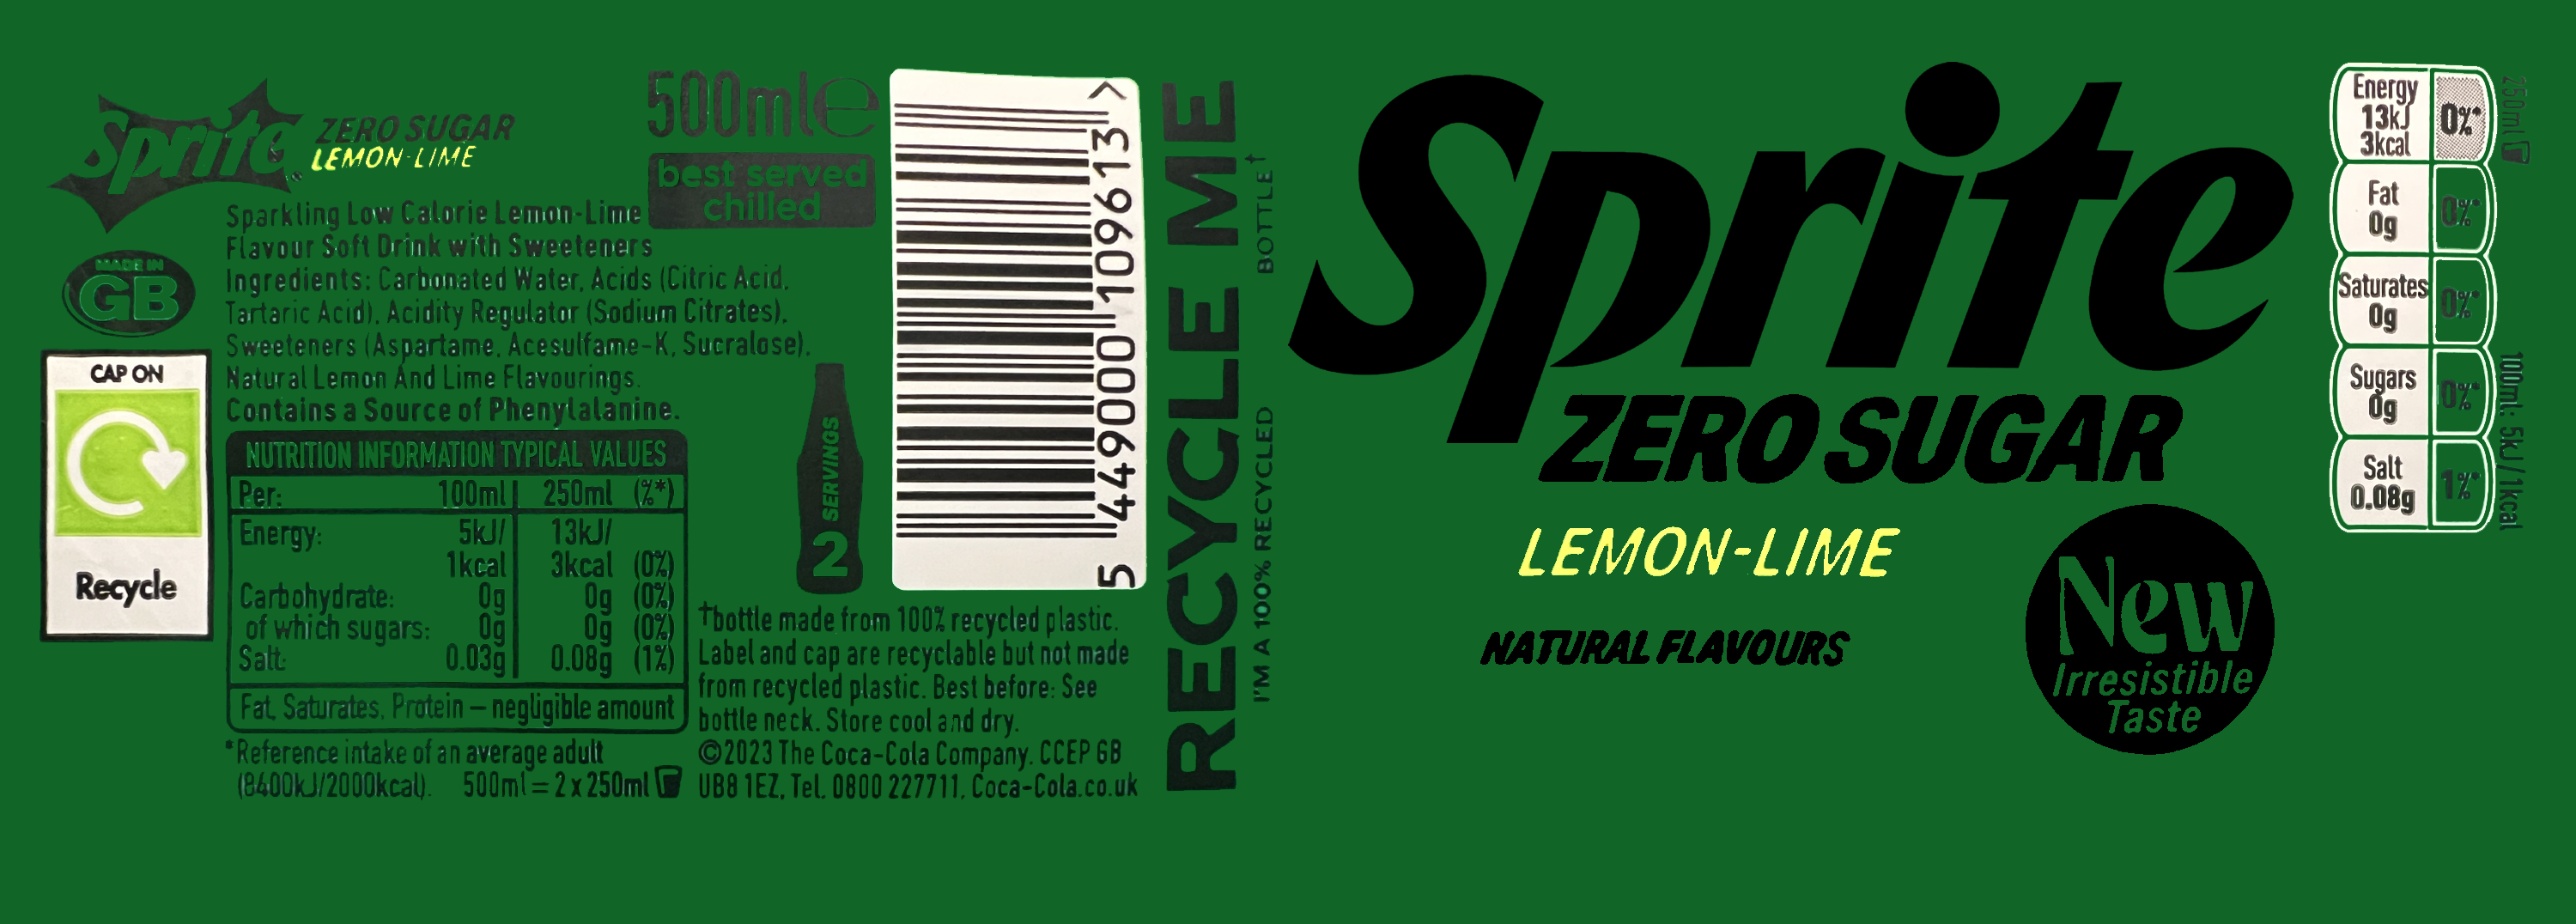 Sprite
ZERO SUGAR
LEMON-LIME
500ml e
best served
chilled
Sparkling Low Calorie Lemon-Lime
Flavour Soft Drink with Sweeteners
Ingredients: Carbonated Water, Acids (Citric Acid,
Tartaric Acid), Acidity Regulator (Sodium Citrates),
Sweeteners (Aspartame, Acesulfame-K, Sucralose),
Natural Lemon And Lime Flavourings.
Contains a Source of Phenylalanine.
MADE IN
GB
CAP ON
Recycle
NUTRITION INFORMATION TYPICAL VALUES
Per: 100ml 250ml (%*)
Energy: 5kJ/ 13kJ/
1kcal 3kcal (0%)
Carbohydrate: 0g 0g (0%)
of which sugars: 0g 0g (0%)
Salt: 0.03g 0.08g (1%)
Fat, Saturates, Protein – negligible amount
*Reference intake of an average adult
(8400kJ/2000kcal). 500ml = 2 x 250ml
2 SERVINGS
5 449000 109613 >
†bottle made from 100% recycled plastic.
Label and cap are recyclable but not made
from recycled plastic. Best before: See
bottle neck. Store cool and dry.
©2023 The Coca-Cola Company. CCEP GB
UB8 1EZ, Tel. 0800 227711, Coca-Cola.co.uk
RECYCLE ME
I'M A 100% RECYCLED BOTTLE†
Sprite
ZERO SUGAR
LEMON-LIME
NATURAL FLAVOURS
New
Irresistible
Taste
250ml
Energy
13kJ
3kcal
0%*
Fat
0g
0%*
Saturates
0g
0%*
Sugars
0g
0%*
Salt
0.08g
1%*
100ml: 5kJ/1kcal